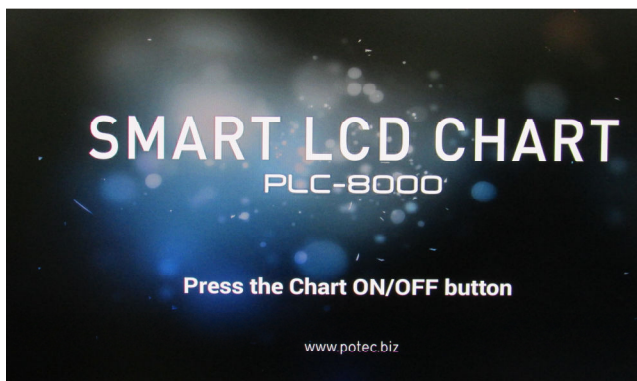 SMART LCD CHART
PLC-8000
Press the Chart ON/OFF button
www.potec.biz